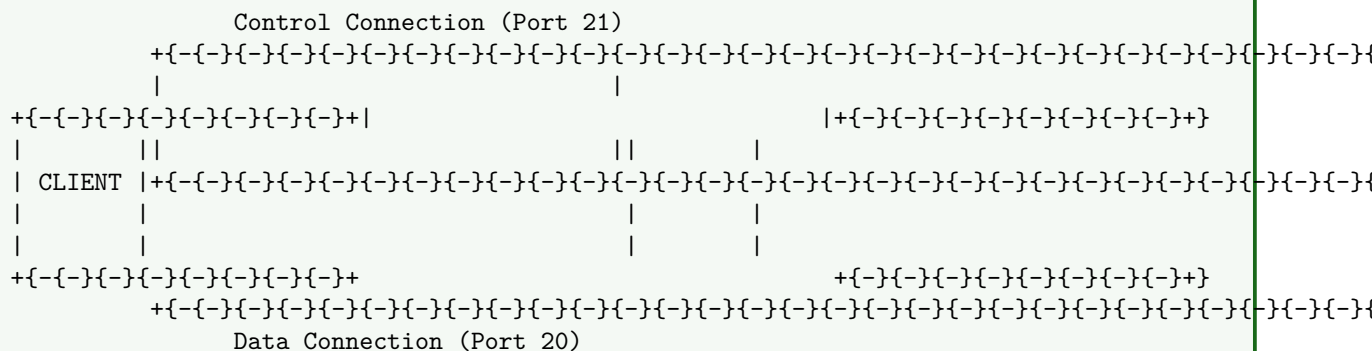 Control Connection (Port 21)
+{-{-}{-}{-}{-}{-}{-}{-}{-}{-}{-}{-}{-}{-}{-}{-}{-}{-}{-}{-}{-}{-}{-}{-}{-}{-}{-}{-}{-}{
| |
+{-{-}{-}{-}{-}{-}{-}{-}+| |+{-}{-}{-}{-}{-}{-}{-}{-}+}
| || || |
| CLIENT |+{-{-}{-}{-}{-}{-}{-}{-}{-}{-}{-}{-}{-}{-}{-}{-}{-}{-}{-}{-}{-}{-}{-}{-}{-}{-}{-}{-}{-}{
| | | |
| | | |
+{-{-}{-}{-}{-}{-}{-}{-}+ +{-}{-}{-}{-}{-}{-}{-}{-}+}
+{-{-}{-}{-}{-}{-}{-}{-}{-}{-}{-}{-}{-}{-}{-}{-}{-}{-}{-}{-}{-}{-}{-}{-}{-}{-}{-}{-}{-}{
Data Connection (Port 20)